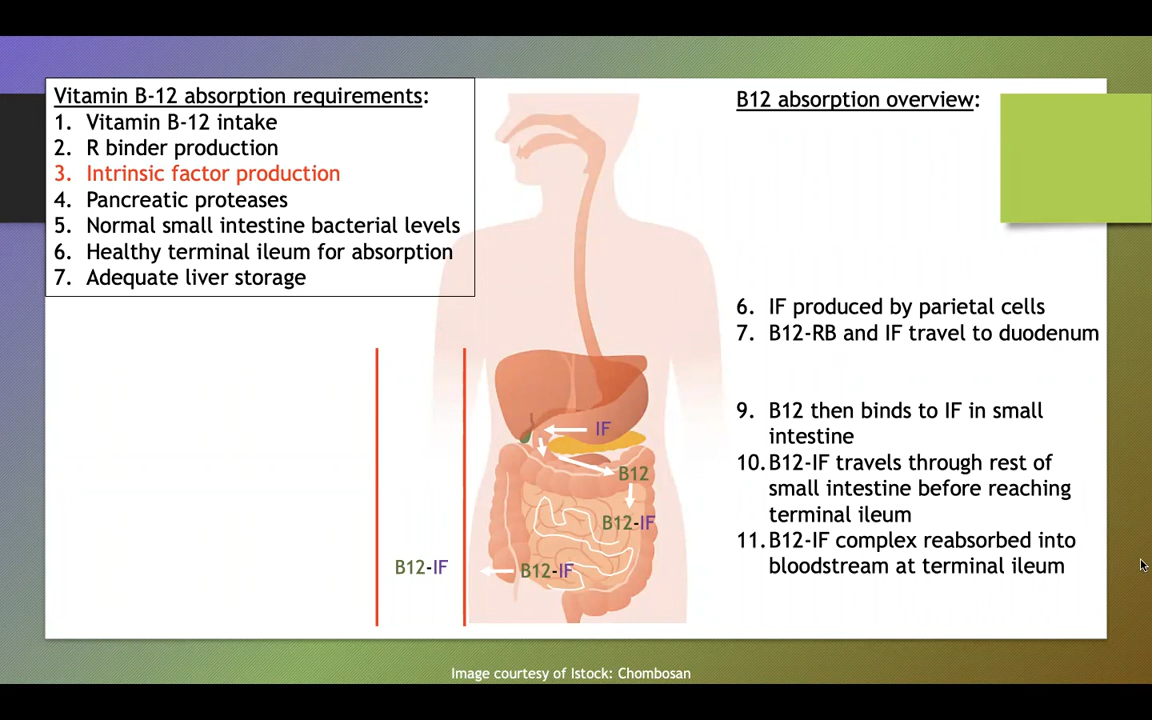 Vitamin B-12 absorption requirements:
1. Vitamin B-12 intake
2. R binder production
3. Intrinsic factor production
4. Pancreatic proteases
5. Normal small intestine bacterial levels
6. Healthy terminal ileum for absorption
7. Adequate liver storage
B12 absorption overview:
6. IF produced by parietal cells
7. B12-RB and IF travel to duodenum
9. B12 then binds to IF in small
intestine
10. B12-IF travels through rest of
small intestine before reaching
terminal ileum
11. B12-IF complex reabsorbed into
bloodstream at terminal ileum
IF
B12
B12-IF
B12-IF
B12-IF
Image courtesy of Istock: Chombosan